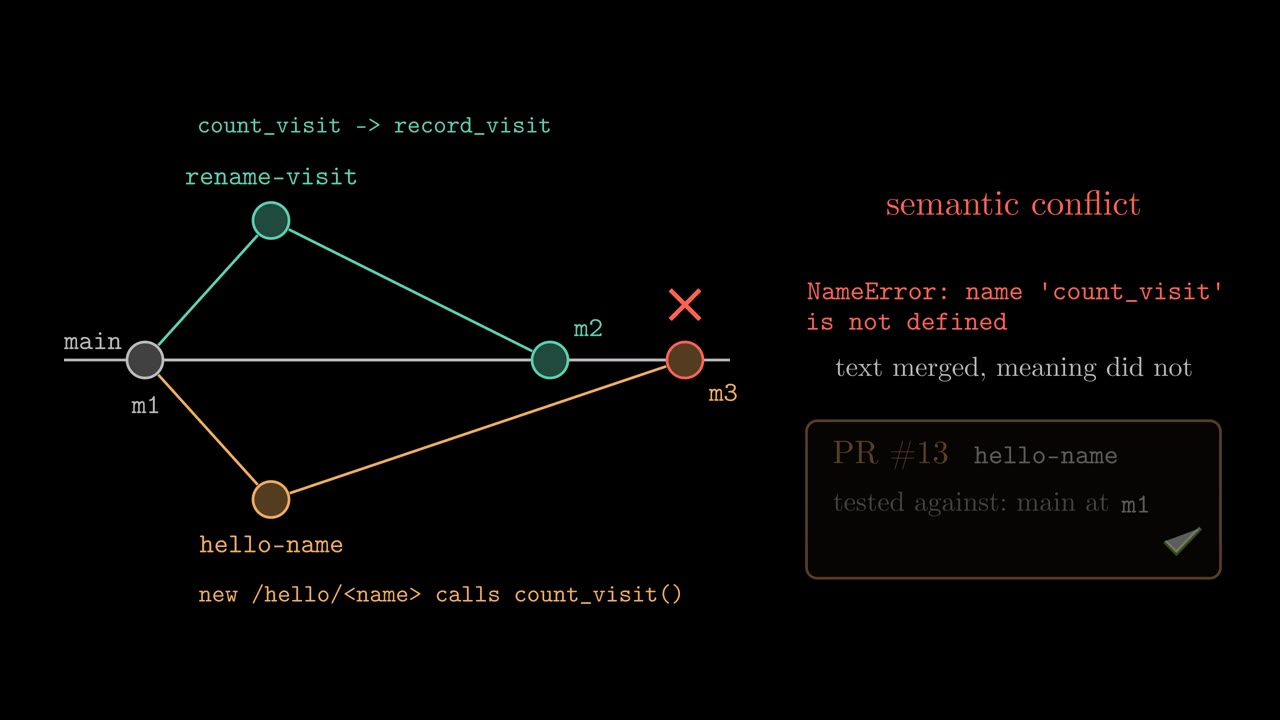 count_visit -> record_visit
rename-visit
main
m1
m2
m3
hello-name
new /hello/<name> calls count_visit()
semantic conflict
NameError: name 'count_visit'
is not defined
text merged, meaning did not
PR #13 hello-name
tested against: main at m1